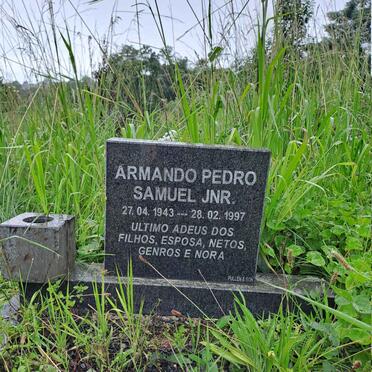 ARMANDO PEDRO
SAMUEL JNR.
27.04.1943 — 28.02.1997
ULTIMO ADEUS DOS
FILHOS, ESPOSA, NETOS,
GENROS E NORA